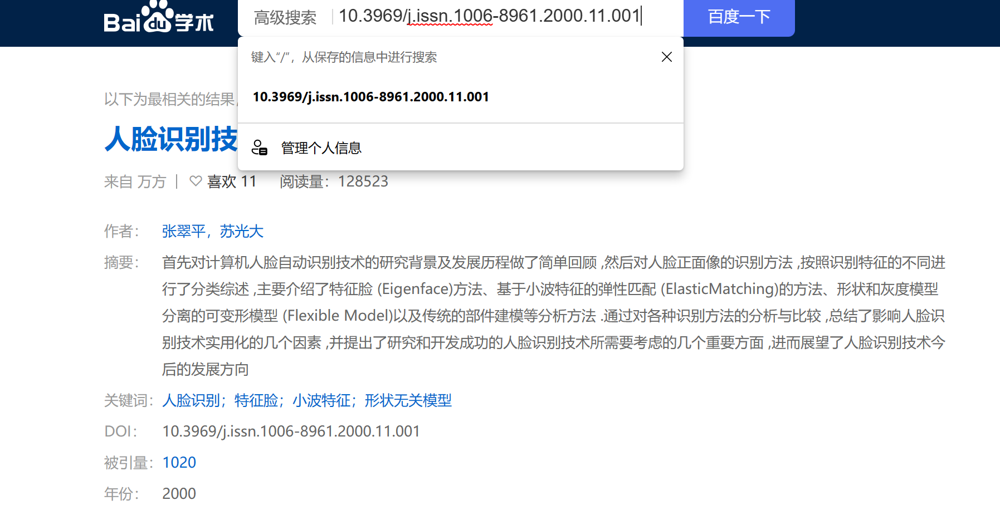 Baidu学术
高级搜索 10.3969/j.issn.1006-8961.2000.11.001 百度一下
键入“/”，从保存的信息中进行搜索
10.3969/j.issn.1006-8961.2000.11.001
管理个人信息
以下为最相关的结果,
人脸识别技
来自 万方 喜欢 11 阅读量：128523
作者： 张翠平，苏光大
摘要： 首先对计算机人脸自动识别技术的研究背景及发展历程做了简单回顾 ,然后对人脸正面像的识别方法 ,按照识别特征的不同进
行了分类综述 ,主要介绍了特征脸 (Eigenface)方法、基于小波特征的弹性匹配 (ElasticMatching)的方法、形状和灰度模型
分离的可变形模型 (Flexible Model)以及传统的部件建模等分析方法 .通过对各种识别方法的分析与比较 ,总结了影响人脸识
别技术实用化的几个因素 ,并提出了研究和开发成功的人脸识别技术所需要考虑的几个重要方面 ,进而展望了人脸识别技术今
后的发展方向
关键词： 人脸识别；特征脸；小波特征；形状无关模型
DOI： 10.3969/j.issn.1006-8961.2000.11.001
被引量： 1020
年份： 2000